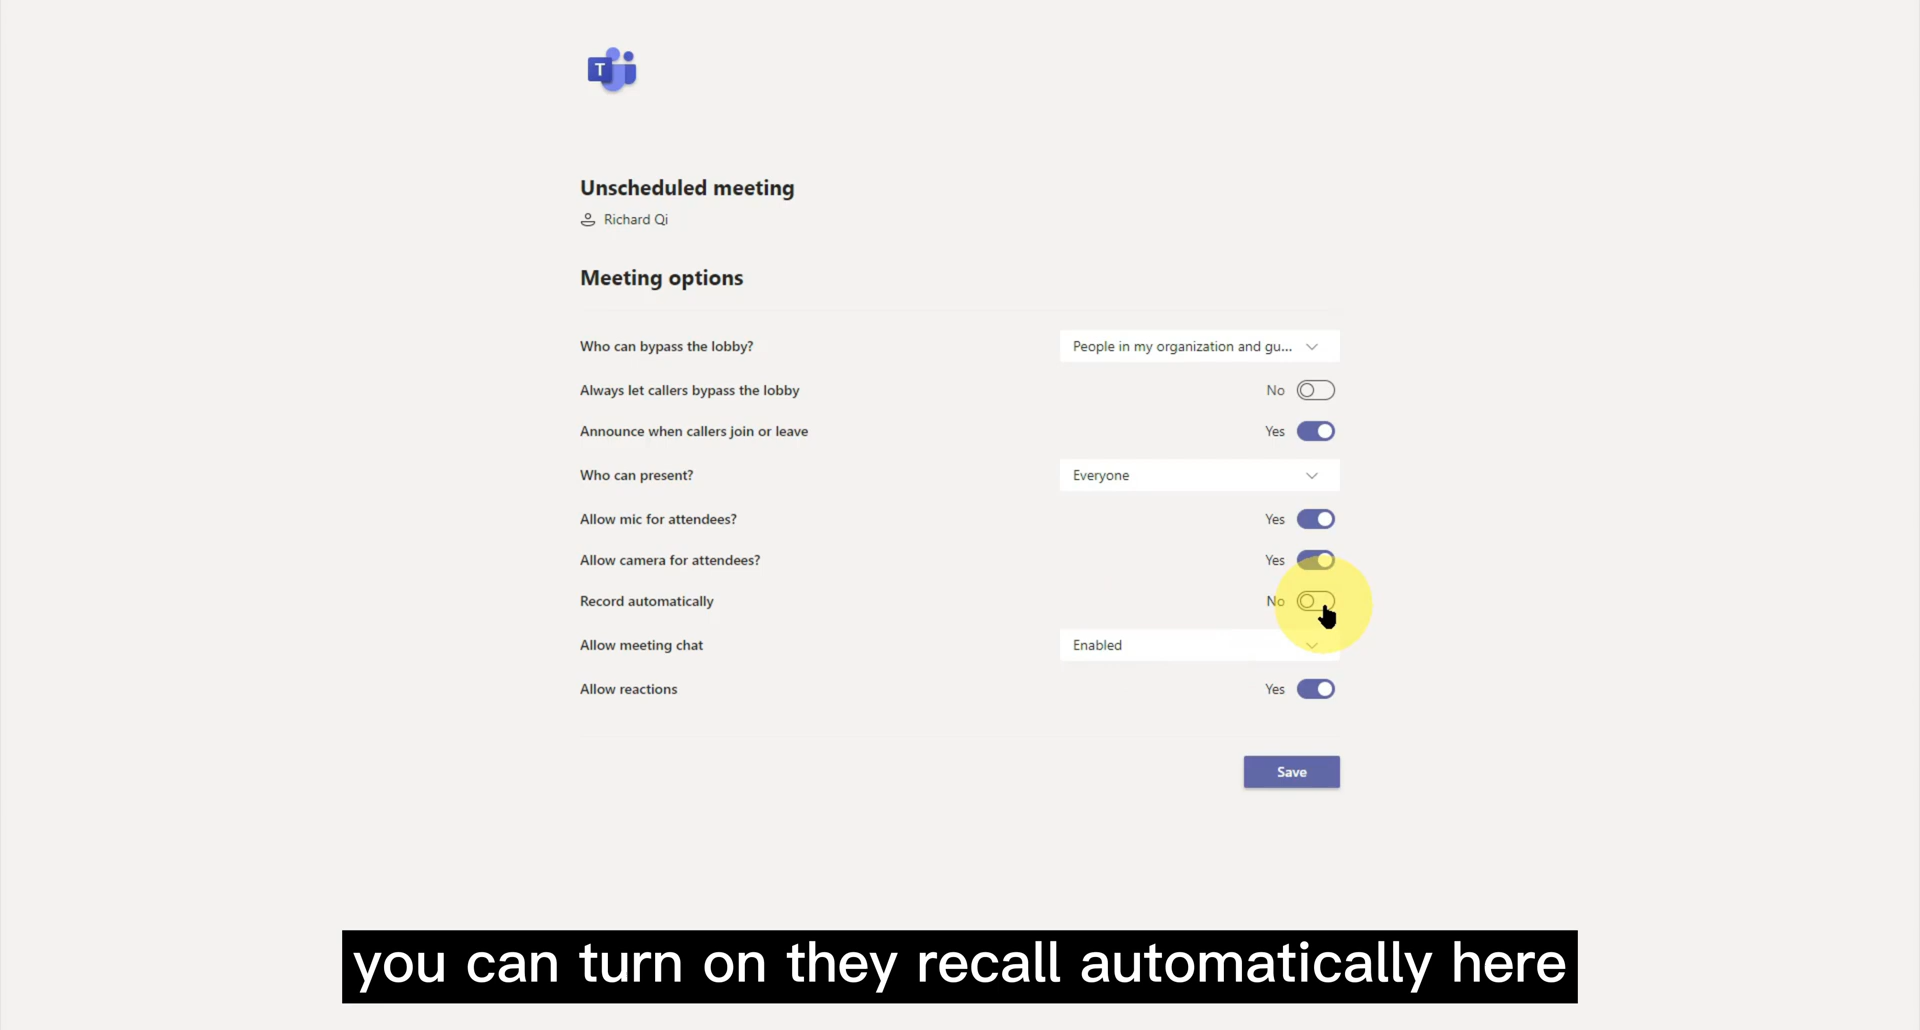 T
Unscheduled meeting
Richard Qi
Meeting options
Who can bypass the lobby? People in my organization and gu...
Always let callers bypass the lobby No
Announce when callers join or leave Yes
Who can present? Everyone
Allow mic for attendees? Yes
Allow camera for attendees? Yes
Record automatically No
Allow meeting chat Enabled
Allow reactions Yes
Save
you can turn on they recall automatically here